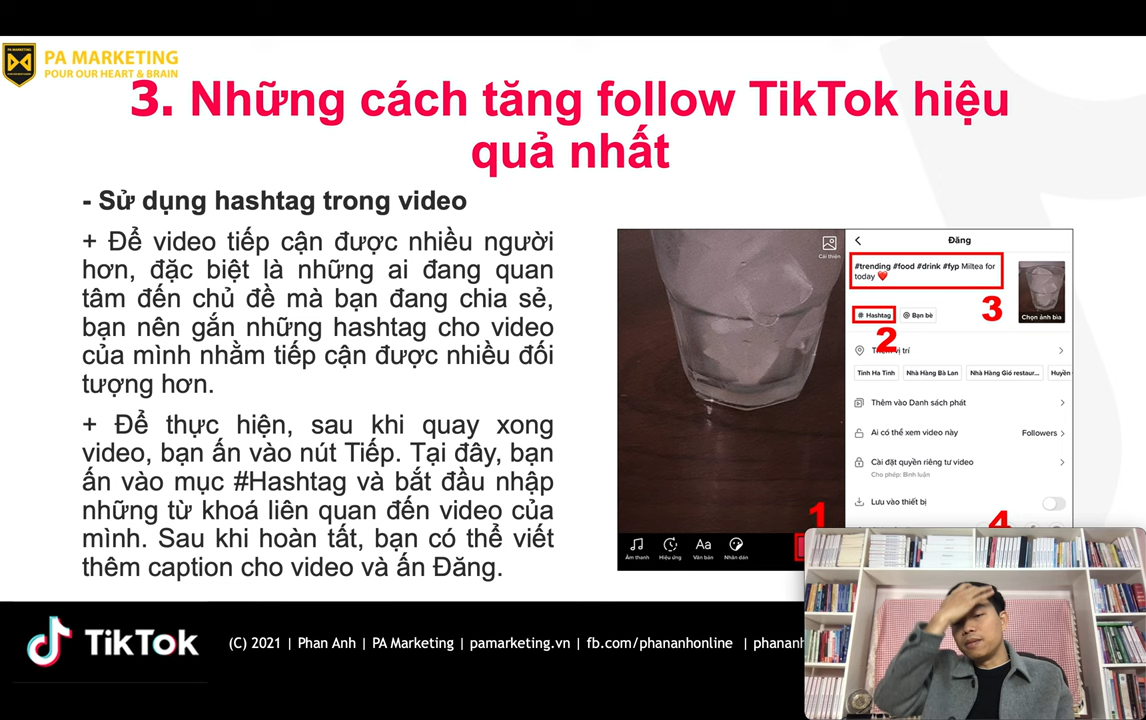 PA MARKETING
POUR OUR HEART & BRAIN
3. Những cách tăng follow TikTok hiệu
quả nhất
- Sử dụng hashtag trong video
+ Để video tiếp cận được nhiều người
hơn, đặc biệt là những ai đang quan
tâm đến chủ đề mà bạn đang chia sẻ,
bạn nên gắn những hashtag cho video
của mình nhằm tiếp cận được nhiều đối
tượng hơn.
+ Để thực hiện, sau khi quay xong
video, bạn ấn vào nút Tiếp. Tại đây, bạn
ấn vào mục #Hashtag và bắt đầu nhập
những từ khoá liên quan đến video của
mình. Sau khi hoàn tất, bạn có thể viết
thêm caption cho video và ấn Đăng.
Cải thiện
1
Âm thanh Hiệu ứng Aa Văn bản Nhãn dán
Đăng
#trending #food #drink #fyp Miltea for
today ❤️
3
Chọn ảnh bìa
# Hashtag @ Bạn bè
2
Thêm vị trí
Tỉnh Hà Tĩnh Nhà Hàng Bà Lan Nhà Hàng Gió restaur... Huyền
Thêm vào Danh sách phát
Ai có thể xem video này Followers
Cài đặt quyền riêng tư video
Cho phép: Bình luận
Lưu vào thiết bị
4
TikTok
(C) 2021 | Phan Anh | PA Marketing | pamarketing.vn | fb.com/phananhonline | phananh